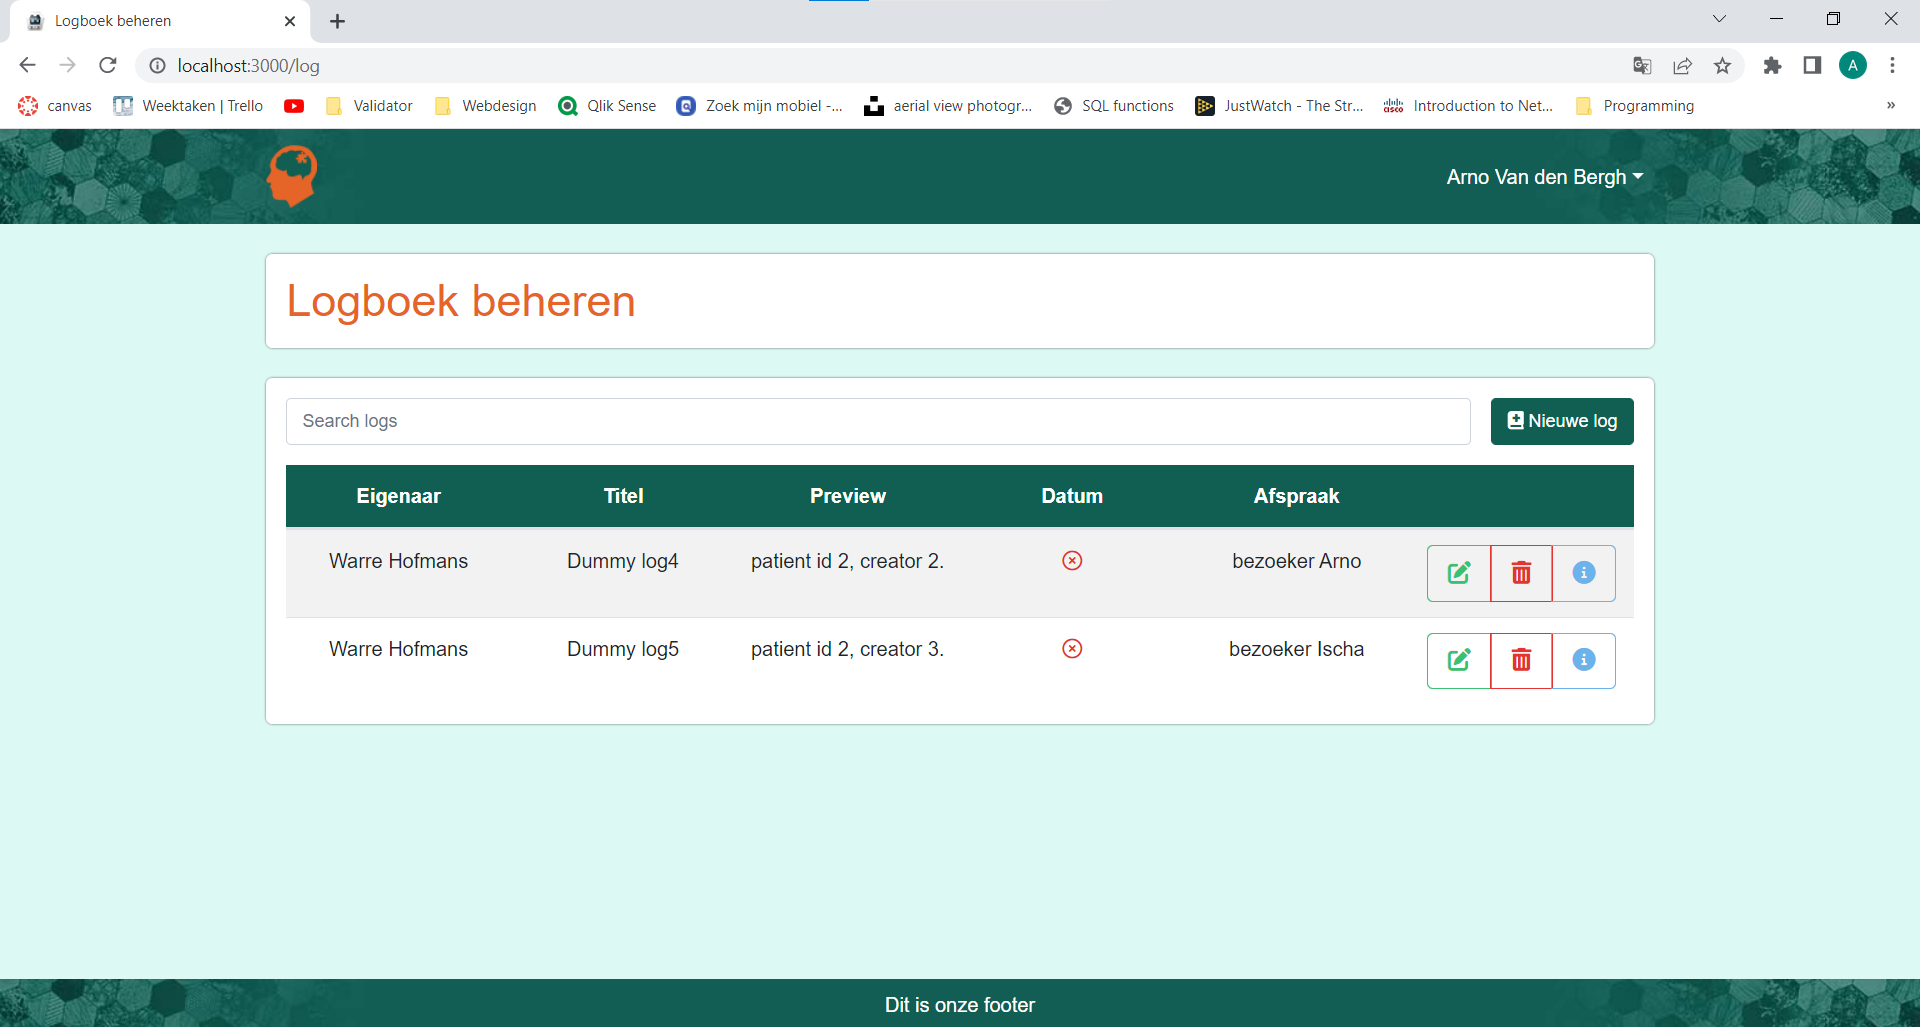 Logboek beheren
localhost:3000/log
A
canvas
Weektaken | Trello
Validator
Webdesign
Qlik Sense
Zoek mijn mobiel -...
aerial view photogr...
SQL functions
JustWatch - The Str...
cisco
Introduction to Net...
Programming
»
Arno Van den Bergh
Logboek beheren
Search logs
Nieuwe log
Eigenaar Titel Preview Datum Afspraak
Warre Hofmans Dummy log4 patient id 2, creator 2. bezoeker Arno
Warre Hofmans Dummy log5 patient id 2, creator 3. bezoeker Ischa
Dit is onze footer